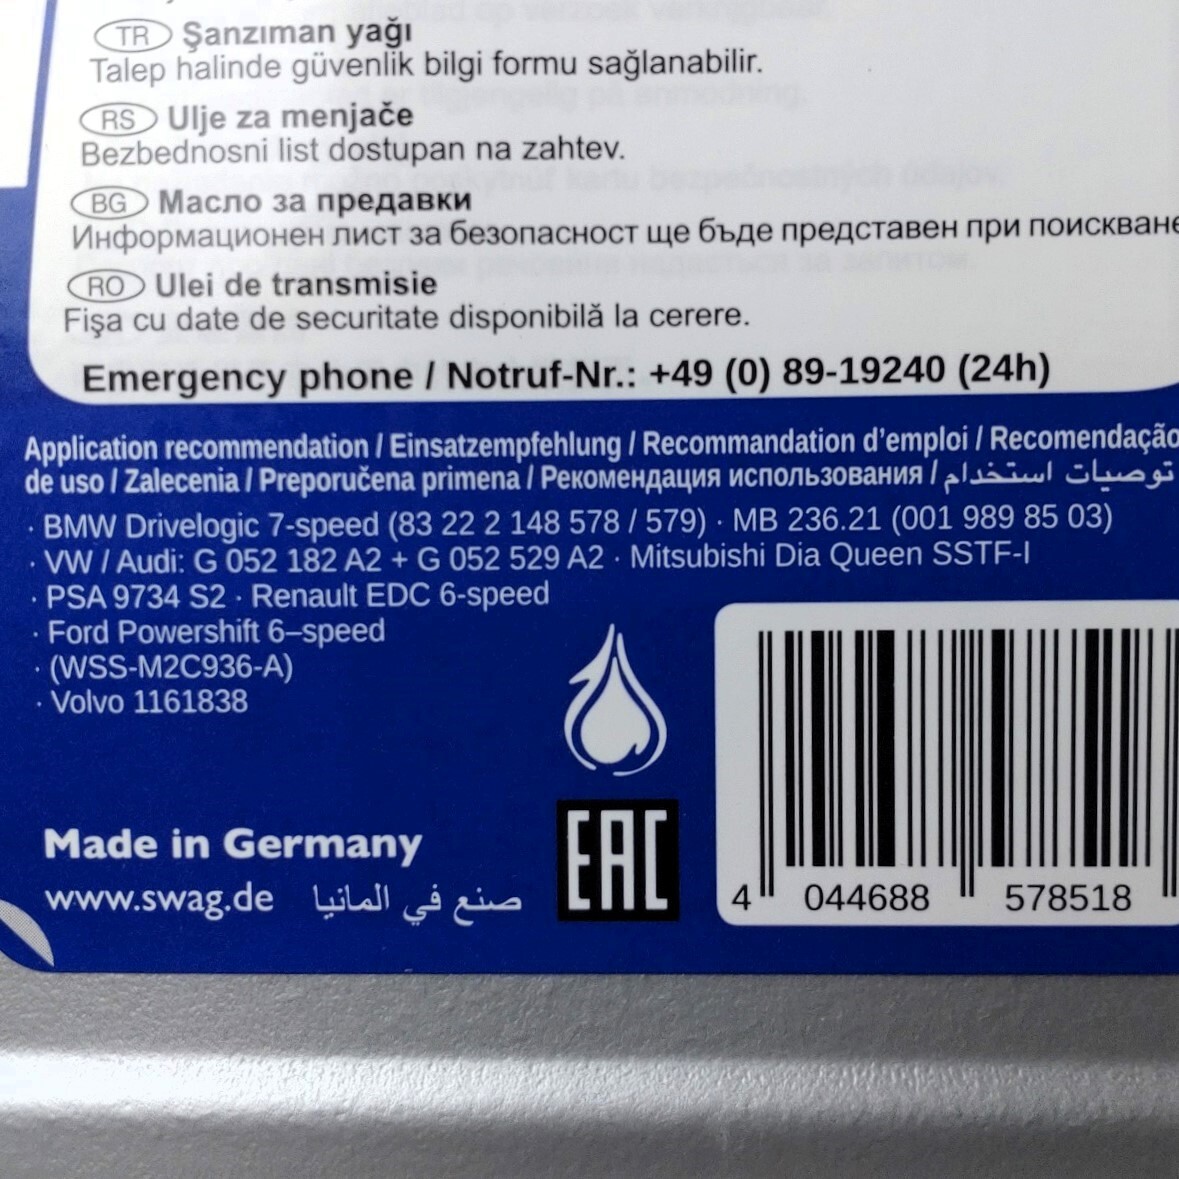 TR Şanzıman yağı
Talep halinde güvenlik bilgi formu sağlanabilir.
RS Ulje za menjače
Bezbednosni list dostupan na zahtev.
BG Масло за предавки
Информационен лист за безопасност ще бъде представен при поискване
RO Ulei de transmisie
Fişa cu date de securitate disponibilă la cerere.
Emergency phone / Notruf-Nr.: +49 (0) 89-19240 (24h)
Application recommendation / Einsatzempfehlung / Recommandation d’emploi / Recomendação
de uso / Zalecenia / Preporučena primena / Рекомендация использования / توصيات استخدام
· BMW Drivelogic 7-speed (83 22 2 148 578 / 579) · MB 236.21 (001 989 85 03)
· VW / Audi: G 052 182 A2 + G 052 529 A2 · Mitsubishi Dia Queen SSTF-I
· PSA 9734 S2 · Renault EDC 6-speed
· Ford Powershift 6–speed
· (WSS-M2C936-A)
· Volvo 1161838
Made in Germany
www.swag.de صنع في المانيا
EAC
4 044688 578518